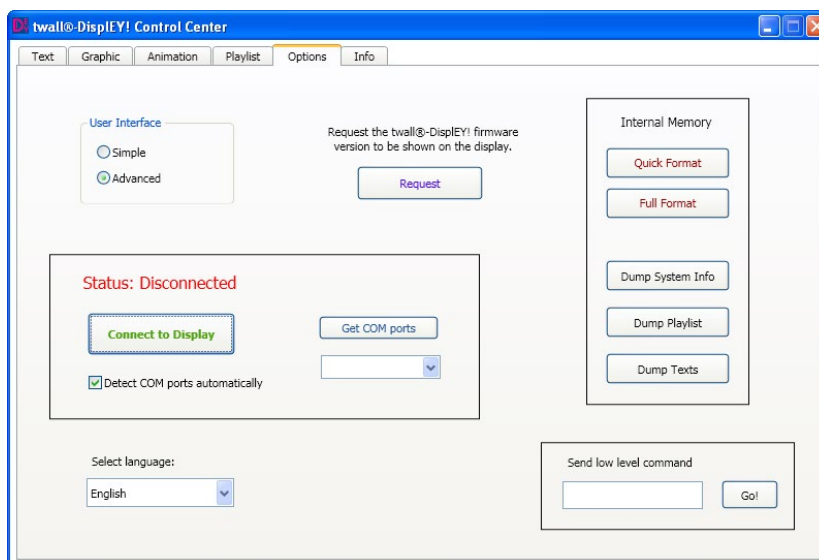 twall®-DisplEY! Control Center
Text
Graphic
Animation
Playlist
Options
Info
User Interface
Simple
Advanced
Request the twall®-DisplEY! firmware
version to be shown on the display.
Request
Internal Memory
Quick Format
Full Format
Dump System Info
Dump Playlist
Dump Texts
Status: Disconnected
Connect to Display
Get COM ports
Detect COM ports automatically
Select language:
English
Send low level command
Go!